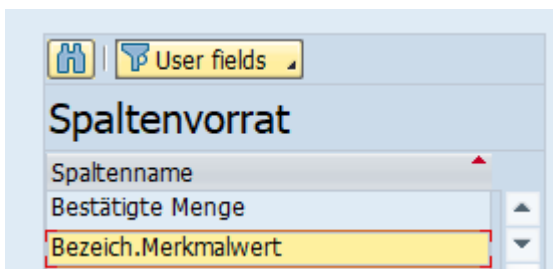 User fields
Spaltenvorrat
Spaltenname
Bestätigte Menge
Bezeich.Merkmalwert